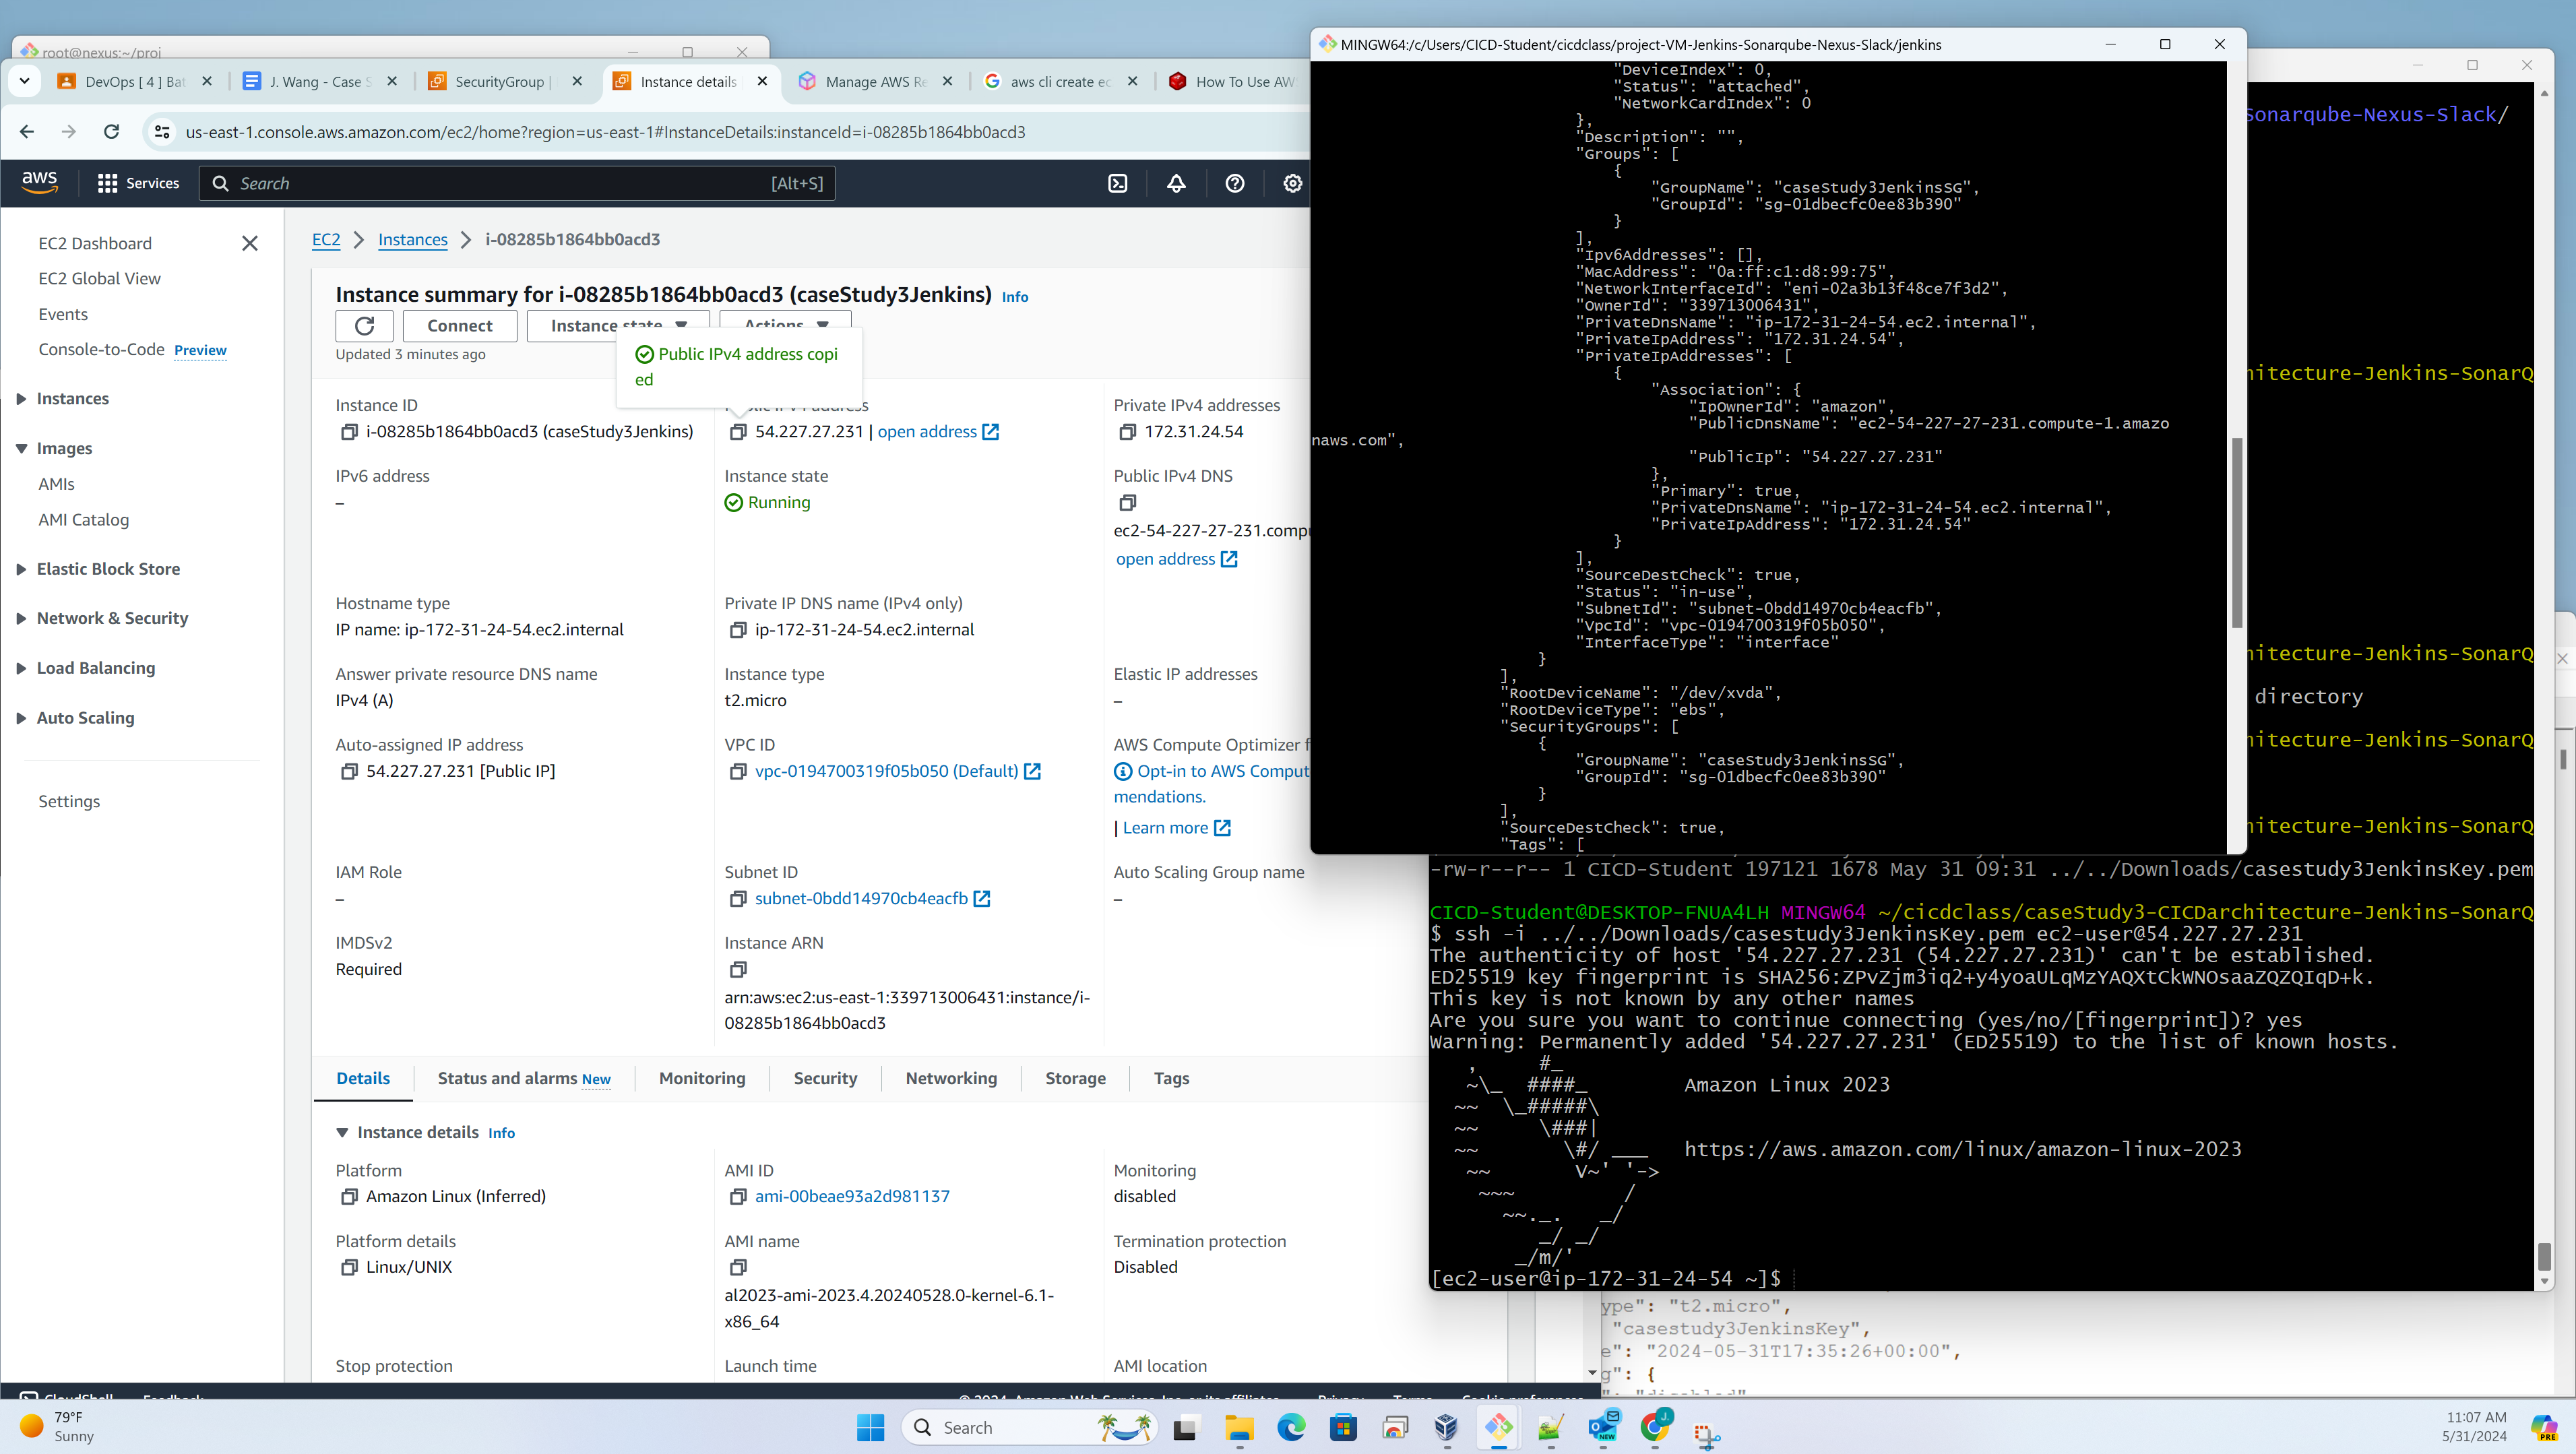 root@nexus:~/proj
DevOps [ 4 ] Bat
J. Wang - Case S
SecurityGroup |
Instance details
Manage AWS Re
aws cli create ec
How To Use AW
us-east-1.console.aws.amazon.com/ec2/home?region=us-east-1#InstanceDetails:instanceId=i-08285b1864bb0acd3
aws
Services
Search
[Alt+S]
EC2 Dashboard
EC2 Global View
Events
Console-to-Code Preview
Instances
Images
AMIs
AMI Catalog
Elastic Block Store
Network & Security
Load Balancing
Auto Scaling
Settings
EC2 > Instances > i-08285b1864bb0acd3
Instance summary for i-08285b1864bb0acd3 (caseStudy3Jenkins) Info
Connect
Instance state
Actions
Updated 3 minutes ago
Public IPv4 address copi
ed
Instance ID
i-08285b1864bb0acd3 (caseStudy3Jenkins)
54.227.27.231 | open address
Private IPv4 addresses
172.31.24.54
IPv6 address
–
Instance state
Running
Public IPv4 DNS
ec2-54-227-27-231.comp
open address
Hostname type
IP name: ip-172-31-24-54.ec2.internal
Private IP DNS name (IPv4 only)
ip-172-31-24-54.ec2.internal
Answer private resource DNS name
IPv4 (A)
Instance type
t2.micro
Elastic IP addresses
–
Auto-assigned IP address
54.227.27.231 [Public IP]
VPC ID
vpc-0194700319f05b050 (Default)
AWS Compute Optimizer f
Opt-in to AWS Comput
mendations.
| Learn more
IAM Role
–
Subnet ID
subnet-0bdd14970cb4eacfb
Auto Scaling Group name
–
IMDSv2
Required
Instance ARN
arn:aws:ec2:us-east-1:339713006431:instance/i-
08285b1864bb0acd3
Details
Status and alarms New
Monitoring
Security
Networking
Storage
Tags
Instance details Info
Platform
Amazon Linux (Inferred)
AMI ID
ami-00beae93a2d981137
Monitoring
disabled
Platform details
Linux/UNIX
AMI name
al2023-ami-2023.4.20240528.0-kernel-6.1-
x86_64
Termination protection
Disabled
Stop protection
Launch time
AMI location
MINGW64:/c/Users/CICD-Student/cicdclass/project-VM-Jenkins-Sonarqube-Nexus-Slack/jenkins
"DeviceIndex": 0,
"Status": "attached",
"NetworkCardIndex": 0
},
"Description": "",
"Groups": [
{
"GroupName": "caseStudy3JenkinsSG",
"GroupId": "sg-01dbecfc0ee83b390"
}
],
"Ipv6Addresses": [],
"MacAddress": "0a:ff:c1:d8:99:75",
"NetworkInterfaceId": "eni-02a3b13f48ce7f3d2",
"OwnerId": "339713006431",
"PrivateDnsName": "ip-172-31-24-54.ec2.internal",
"PrivateIpAddress": "172.31.24.54",
"PrivateIpAddresses": [
{
"Association": {
"IpOwnerId": "amazon",
"PublicDnsName": "ec2-54-227-27-231.compute-1.amazo
naws.com",
"PublicIp": "54.227.27.231"
},
"Primary": true,
"PrivateDnsName": "ip-172-31-24-54.ec2.internal",
"PrivateIpAddress": "172.31.24.54"
}
],
"SourceDestCheck": true,
"Status": "in-use",
"SubnetId": "subnet-0bdd14970cb4eacfb",
"VpcId": "vpc-0194700319f05b050",
"InterfaceType": "interface"
}
],
"RootDeviceName": "/dev/xvda",
"RootDeviceType": "ebs",
"SecurityGroups": [
{
"GroupName": "caseStudy3JenkinsSG",
"GroupId": "sg-01dbecfc0ee83b390"
}
],
"SourceDestCheck": true,
"Tags": [
Sonarqube-Nexus-Slack/
hitecture-Jenkins-SonarQ
hitecture-Jenkins-SonarQ
directory
hitecture-Jenkins-SonarQ
hitecture-Jenkins-SonarQ
-rw-r--r-- 1 CICD-Student 197121 1678 May 31 09:31 ../../Downloads/casestudy3JenkinsKey.pem
CICD-Student@DESKTOP-FNUA4LH MINGW64 ~/cicdclass/caseStudy3-CICDarchitecture-Jenkins-SonarQ
$ ssh -i ../../Downloads/casestudy3JenkinsKey.pem ec2-user@54.227.27.231
The authenticity of host '54.227.27.231 (54.227.27.231)' can't be established.
ED25519 key fingerprint is SHA256:ZPvZjm3iq2+y4yoaULqMzYAQXtCkWNOsaaZQZQIqD+k.
This key is not known by any other names
Are you sure you want to continue connecting (yes/no/[fingerprint])? yes
Warning: Permanently added '54.227.27.231' (ED25519) to the list of known hosts.
, #_
~\_ ####_ Amazon Linux 2023
~~ \_#####\
~~ \###|
~~ \#/ ___ https://aws.amazon.com/linux/amazon-linux-2023
~~ V~' '->
~~~ /
~~._. _/
_/ _/
_/m/'
[ec2-user@ip-172-31-24-54 ~]$
ype": "t2.micro",
"casestudy3JenkinsKey",
e": "2024-05-31T17:35:26+00:00",
g": {
79°F
Sunny
Search
NEW
J.
PRE
11:07 AM
5/31/2024